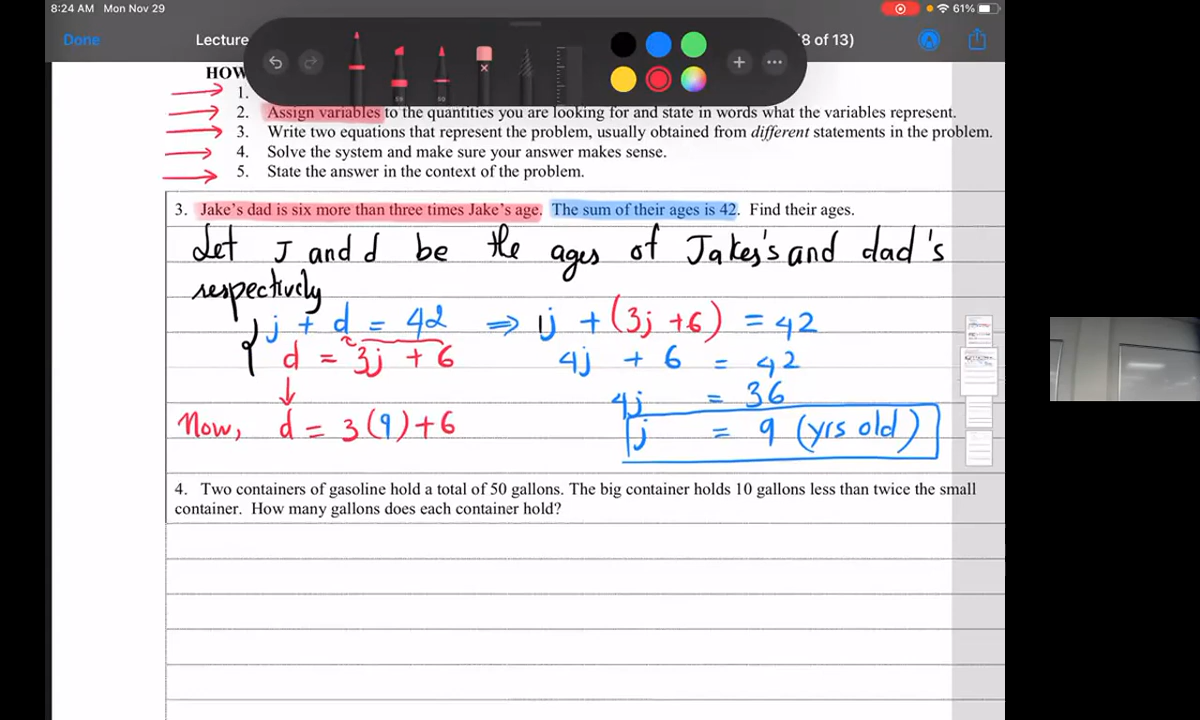 8:24 AM Mon Nov 29
61%
Done
Lecture
(8 of 13)
HOW
1.
2. Assign variables to the quantities you are looking for and state in words what the variables represent.
3. Write two equations that represent the problem, usually obtained from different statements in the problem.
4. Solve the system and make sure your answer makes sense.
5. State the answer in the context of the problem.
3. Jake's dad is six more than three times Jake's age. The sum of their ages is 42. Find their ages.
Let J and d be the ages of Jakes's and dad's
respectively
j + d = 42 ⇒ 1j + (3j + 6) = 42
d = 3j + 6 4j + 6 = 42
4j = 36
Now, d = 3(9)+6 j = 9 (yrs old)
4. Two containers of gasoline hold a total of 50 gallons. The big container holds 10 gallons less than twice the small
container. How many gallons does each container hold?